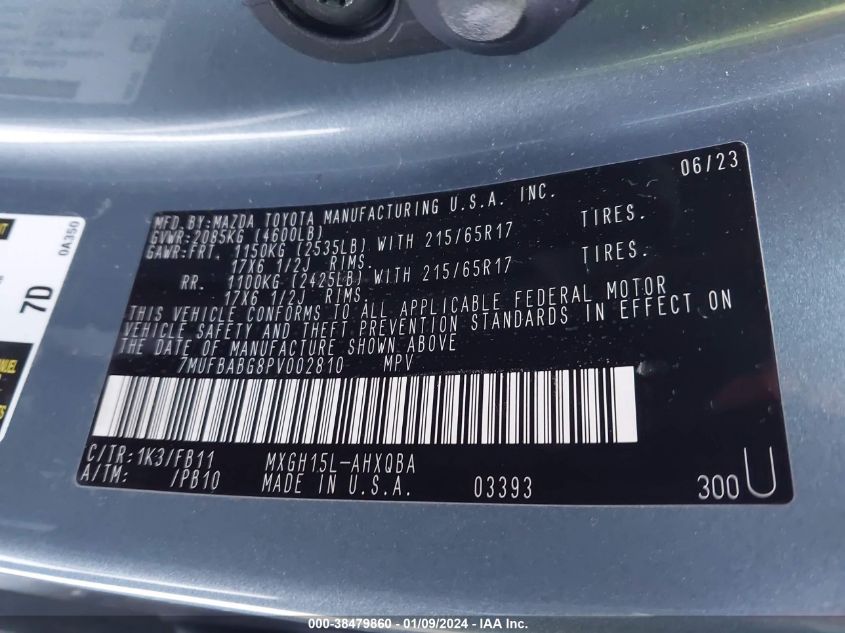 06/23
MFD.BY:MAZDA TOYOTA MANUFACTURING U.S.A. INC.
GVWR:2085KG (4600LB)
GAWR:FRT. 1150KG (2535LB) WITH 215/65R17 TIRES.
17X6 1/2J RIMS.
RR. 1100KG (2425LB) WITH 215/65R17 TIRES.
17X6 1/2J RIMS.
THIS VEHICLE CONFORMS TO ALL APPLICABLE FEDERAL MOTOR
VEHICLE SAFETY AND THEFT PREVENTION STANDARDS IN EFFECT ON
THE DATE OF MANUFACTURE SHOWN ABOVE
7MUFBABG8PV002810 MPV
C/TR:1K3/FB11 MXGH15L-AHXQBA
A/TM: /PB10 MADE IN U.S.A. 03393 300U
0A350
7D
000-38479860 - 01/09/2024 - IAA Inc.